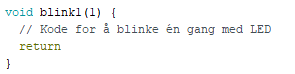 void blink1(1) {
  // Kode for å blinke én gang med LED
  return
}